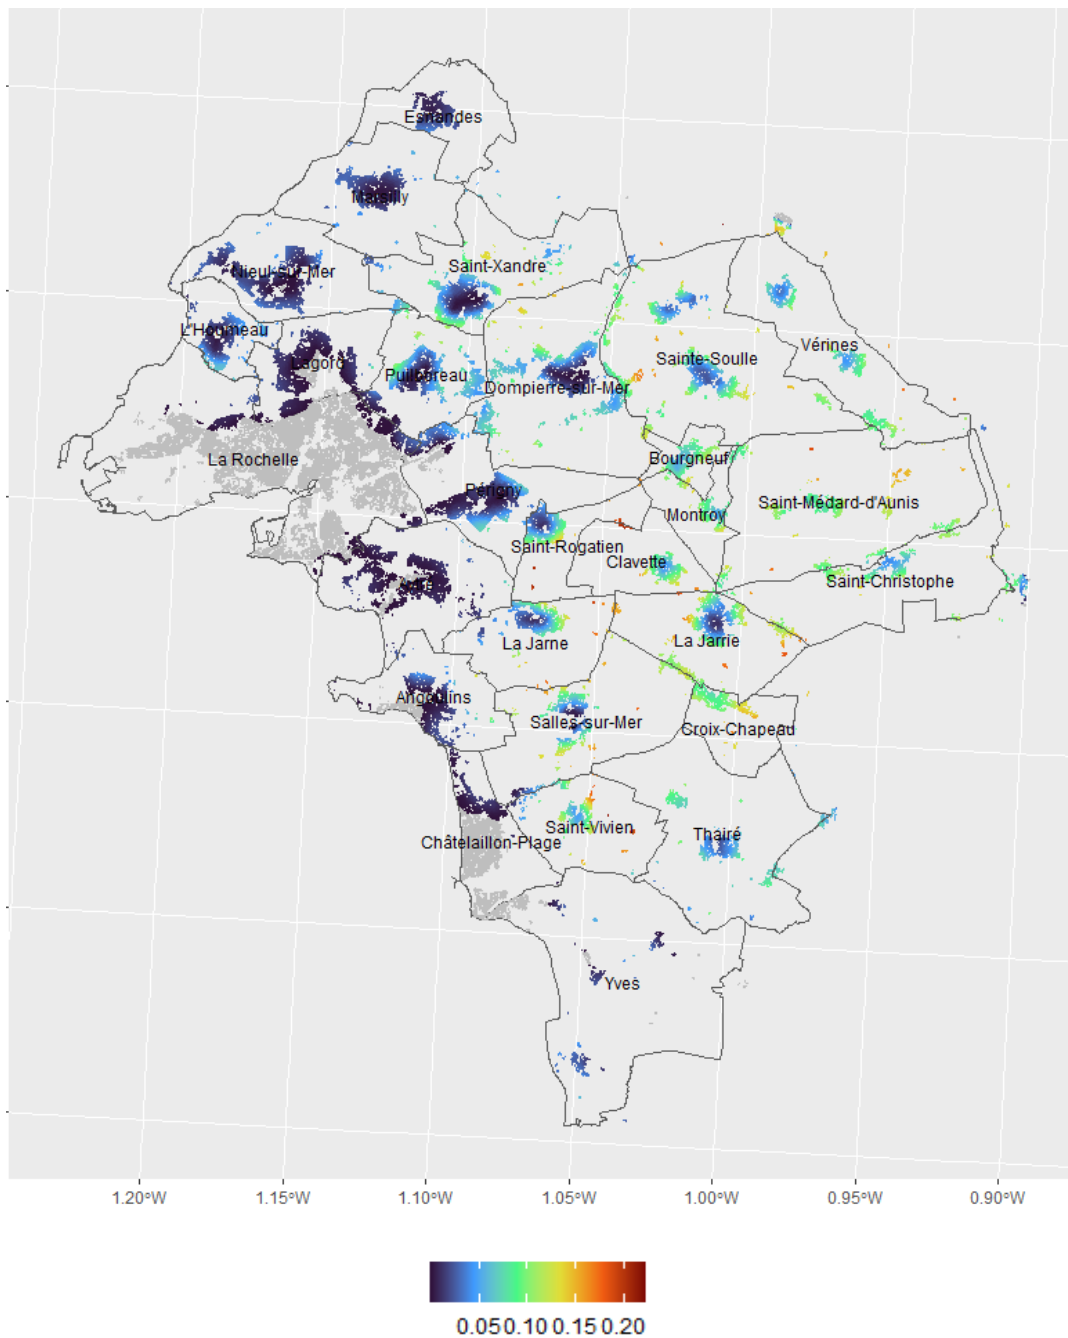 Esnandes
Marsilly
Saint-Xandre
Nieul-sur-Mer
L'Houmeau
Vérines
Sainte-Soulle
Lagord
Puilboreau
Dompierre-sur-Mer
La Rochelle
Bourgneuf
Périgny
Saint-Médard-d'Aunis
Montroy
Saint-Rogatien
Clavette
Saint-Christophe
Aytré
La Jarne
La Jarrie
Angoulins
Salles-sur-Mer
Croix-Chapeau
Saint-Vivien
Thairé
Châtelaillon-Plage
Yves
1.20°W 1.15°W 1.10°W 1.05°W 1.00°W 0.95°W 0.90°W
0.05 0.10 0.15 0.20